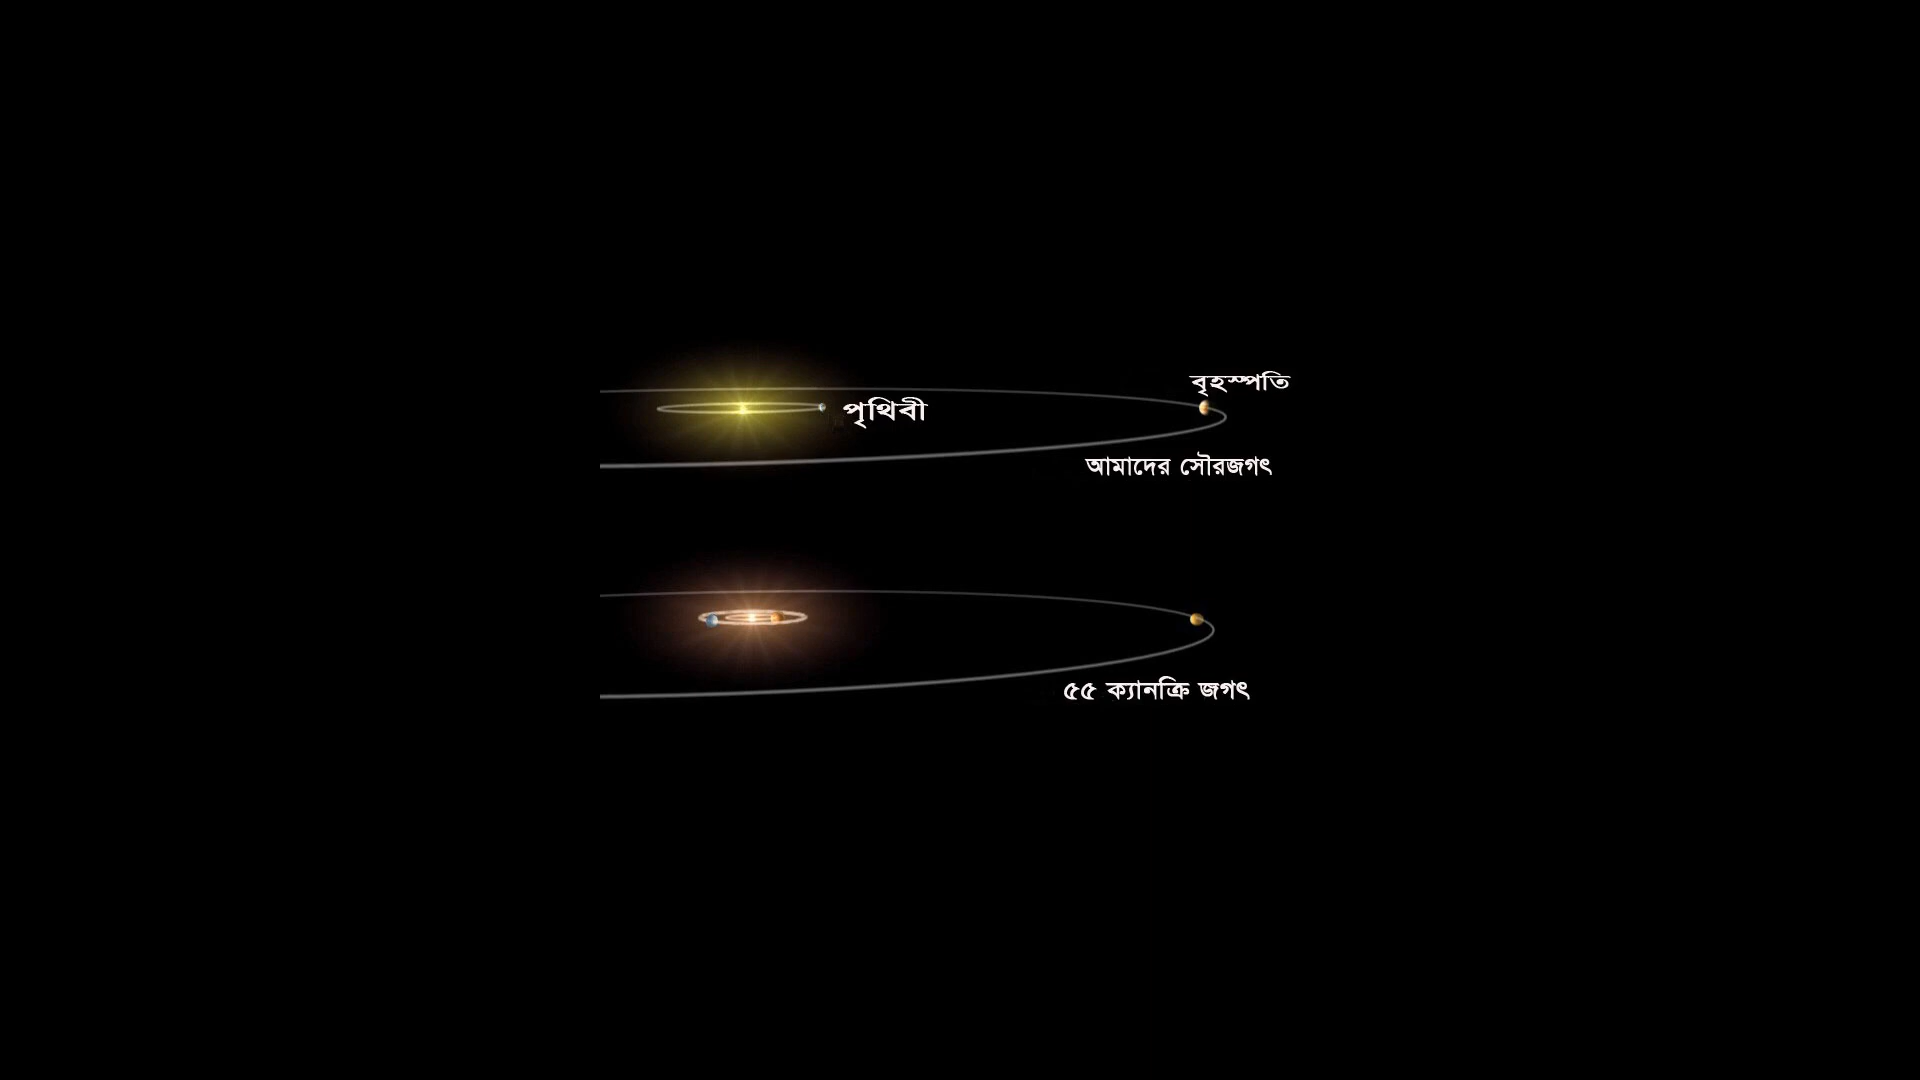 বৃহস্পতি
পৃথিবী
আমাদের সৌরজগৎ
৫৫ ক্যানক্রি জগৎ